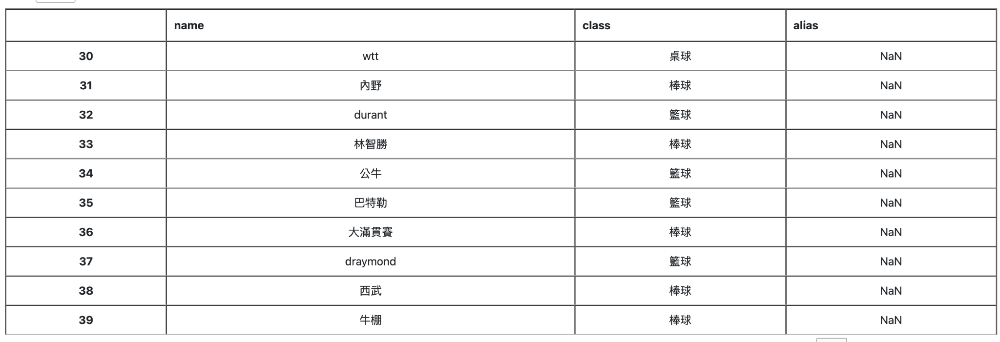 name class alias
30 wtt 桌球 NaN
31 內野 棒球 NaN
32 durant 籃球 NaN
33 林智勝 棒球 NaN
34 公牛 籃球 NaN
35 巴特勒 籃球 NaN
36 大滿貫賽 棒球 NaN
37 draymond 籃球 NaN
38 西武 棒球 NaN
39 牛棚 棒球 NaN